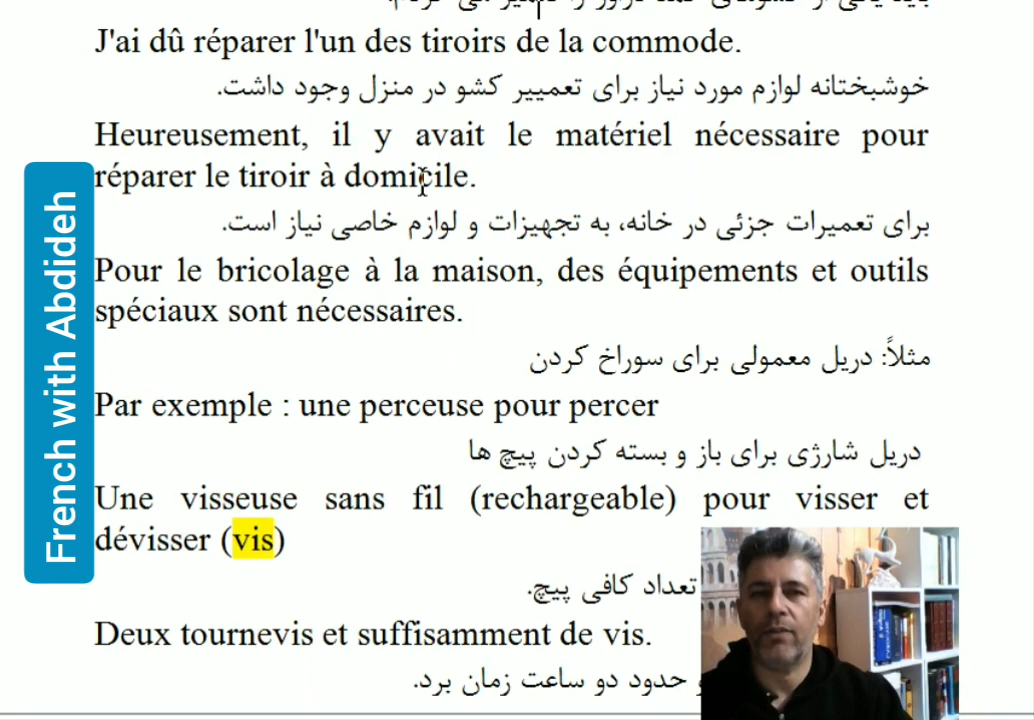 J'ai dû réparer l'un des tiroirs de la commode.
خوشبختانه لوازم مورد نیاز برای تعمییر کشو در منزل وجود داشت.
Heureusement, il y avait le matériel nécessaire pour
réparer le tiroir à domicile.
برای تعمیرات جزئی در خانه، به تجهیزات و لوازم خاصی نیاز است.
Pour le bricolage à la maison, des équipements et outils
spéciaux sont nécessaires.
مثلاً: دریل معمولی برای سوراخ کردن
Par exemple : une perceuse pour percer
دریل شارژی برای باز و بسته کردن پیچ ها
Une visseuse sans fil (rechargeable) pour visser et
dévisser (vis)
تعداد کافی پیچ.
Deux tournevis et suffisamment de vis.
حدود دو ساعت زمان برد.
French with Abdideh